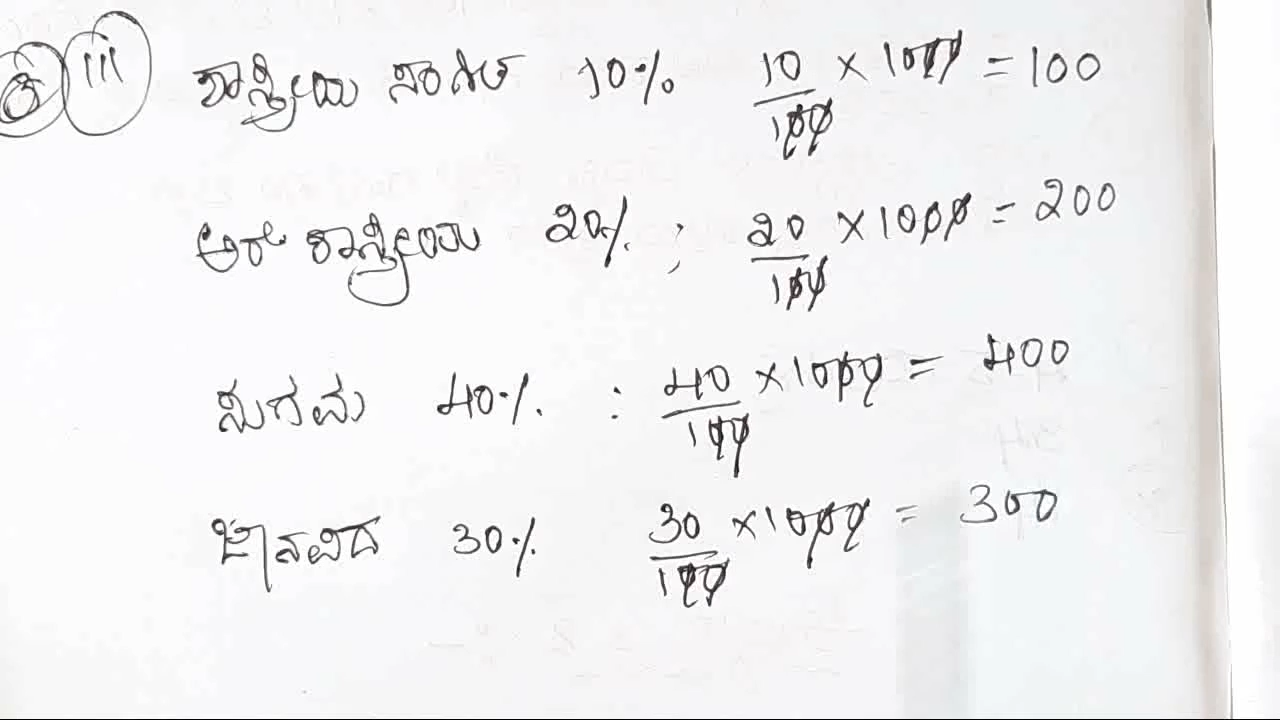 ಕಿ iii ಶಾಸ್ತ್ರೀಯ ಸಂಗೀತ 10% 10/100 × 1000 = 100
ಅರೆ ಶಾಸ್ತ್ರೀಯ 20% ; 20/100 × 1000 = 200
ಸುಗಮ 40% : 40/100 × 1000 = 400
ಜಾನಪದ 30% 30/100 × 1000 = 300